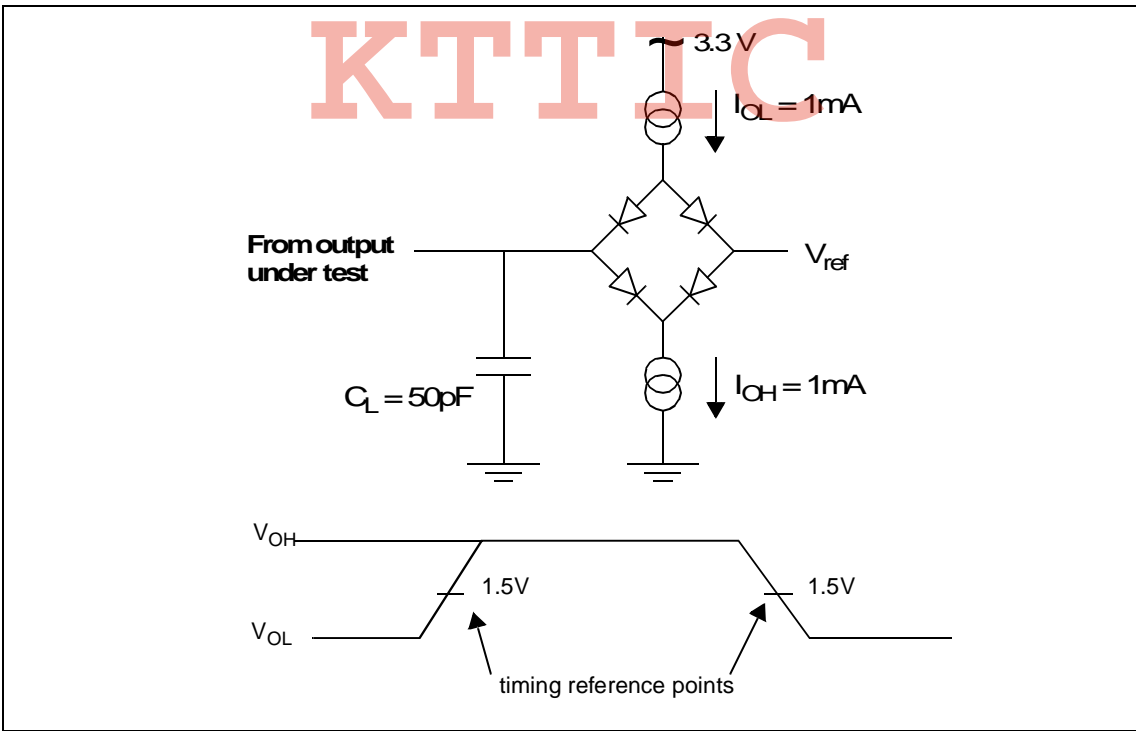 KTTIC
~ 3.3 V
I_OL = 1mA
From output
under test
V_ref
C_L = 50pF
I_OH = 1mA
V_OH
1.5V
1.5V
V_OL
timing reference points